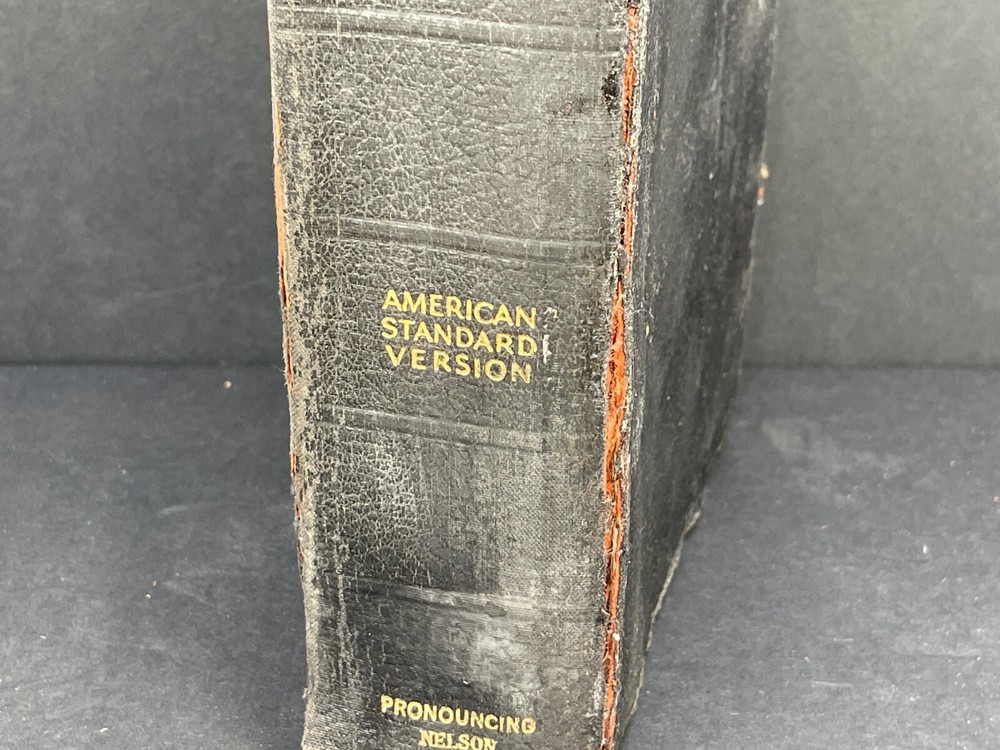 AMERICAN
STANDARD
VERSION
PRONOUNCING
NELSON